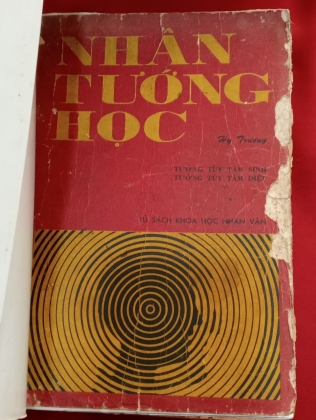 NHÂN
TƯỚNG
HỌC
Hy Trương
TƯỚNG TÙY TÂM SINH
TƯỚNG TÙY TÂM DIỆT
TỦ SÁCH KHOA HỌC NHÂN VĂN